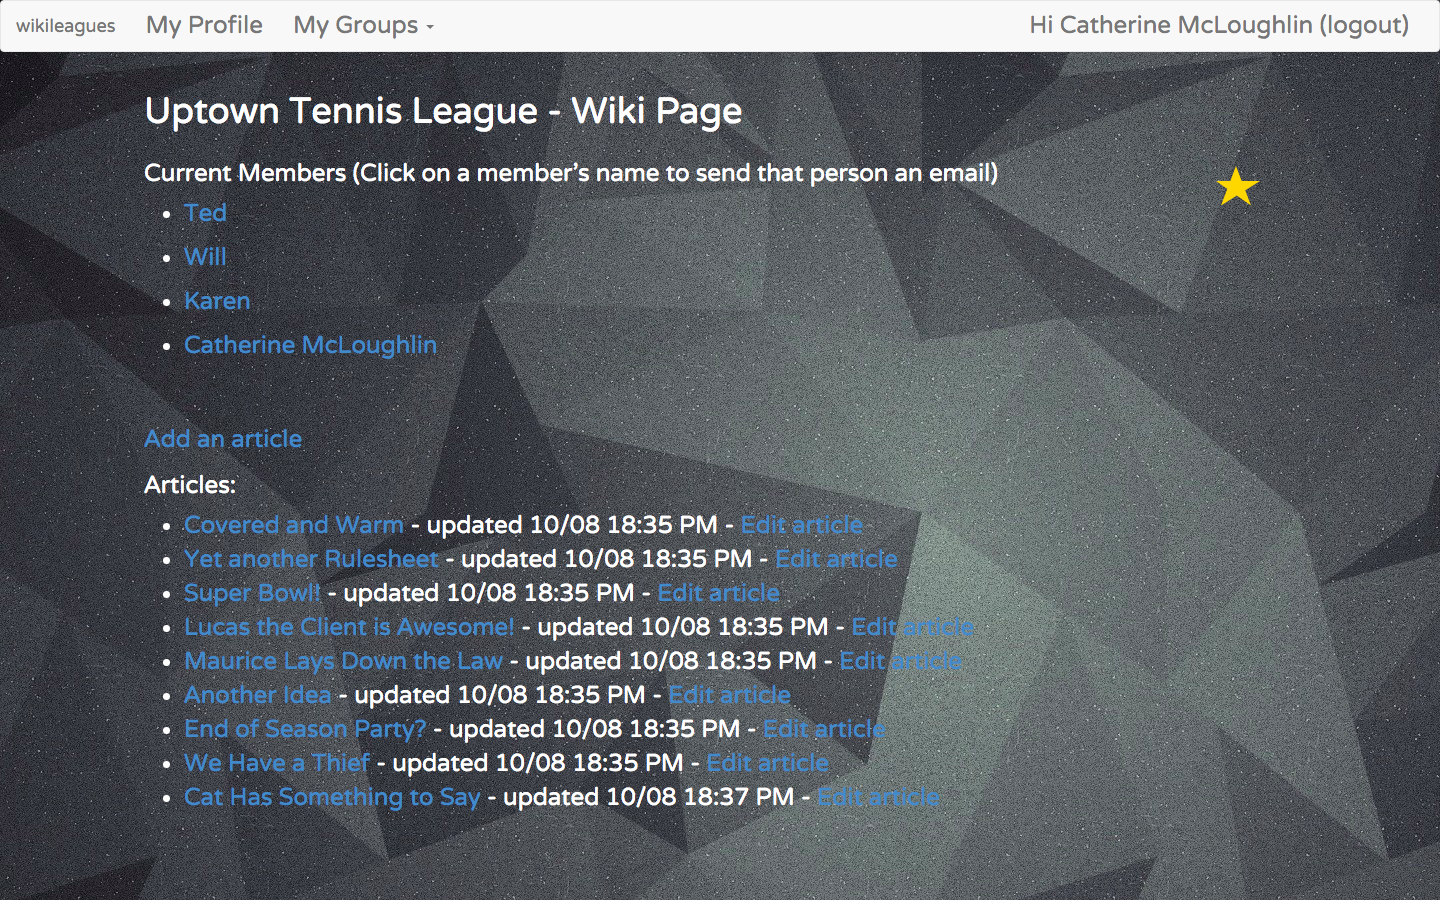 wikileagues My Profile My Groups Hi Catherine McLoughlin (logout)
Uptown Tennis League - Wiki Page
Current Members (Click on a member's name to send that person an email)
Ted
Will
Karen
Catherine McLoughlin
Add an article
Articles:
Covered and Warm - updated 10/08 18:35 PM - Edit article
Yet another Rulesheet - updated 10/08 18:35 PM - Edit article
Super Bowl! - updated 10/08 18:35 PM - Edit article
Lucas the Client is Awesome! - updated 10/08 18:35 PM - Edit article
Maurice Lays Down the Law - updated 10/08 18:35 PM - Edit article
Another Idea - updated 10/08 18:35 PM - Edit article
End of Season Party? - updated 10/08 18:35 PM - Edit article
We Have a Thief - updated 10/08 18:35 PM - Edit article
Cat Has Something to Say - updated 10/08 18:37 PM - Edit article